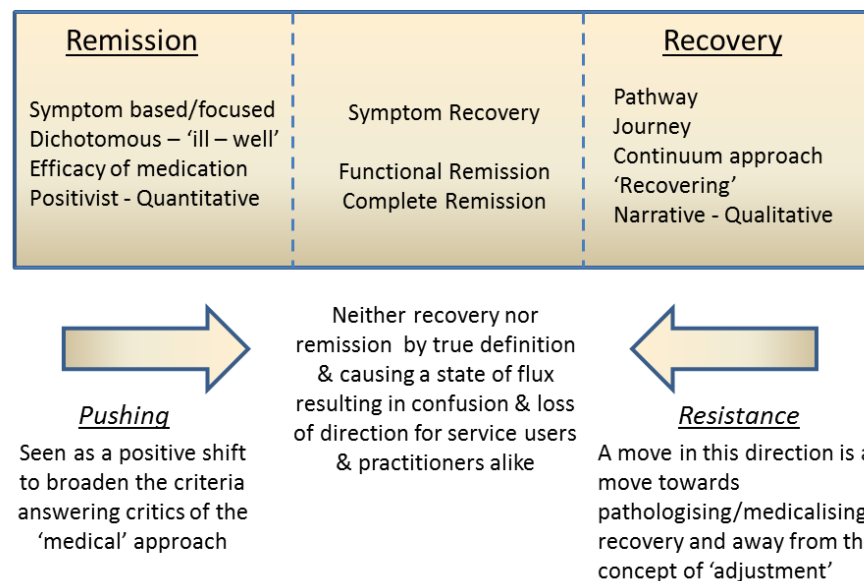 Remission
Symptom based/focused
Dichotomous – ‘ill – well’
Efficacy of medication
Positivist - Quantitative
Symptom Recovery
Functional Remission
Complete Remission
Recovery
Pathway
Journey
Continuum approach
‘Recovering’
Narrative - Qualitative
Pushing
Seen as a positive shift
to broaden the criteria
answering critics of the
‘medical’ approach
Neither recovery nor
remission by true definition
& causing a state of flux
resulting in confusion & loss
of direction for service users
& practitioners alike
Resistance
A move in this direction is a
move towards
pathologising/medicalising
recovery and away from th
concept of ‘adjustment’